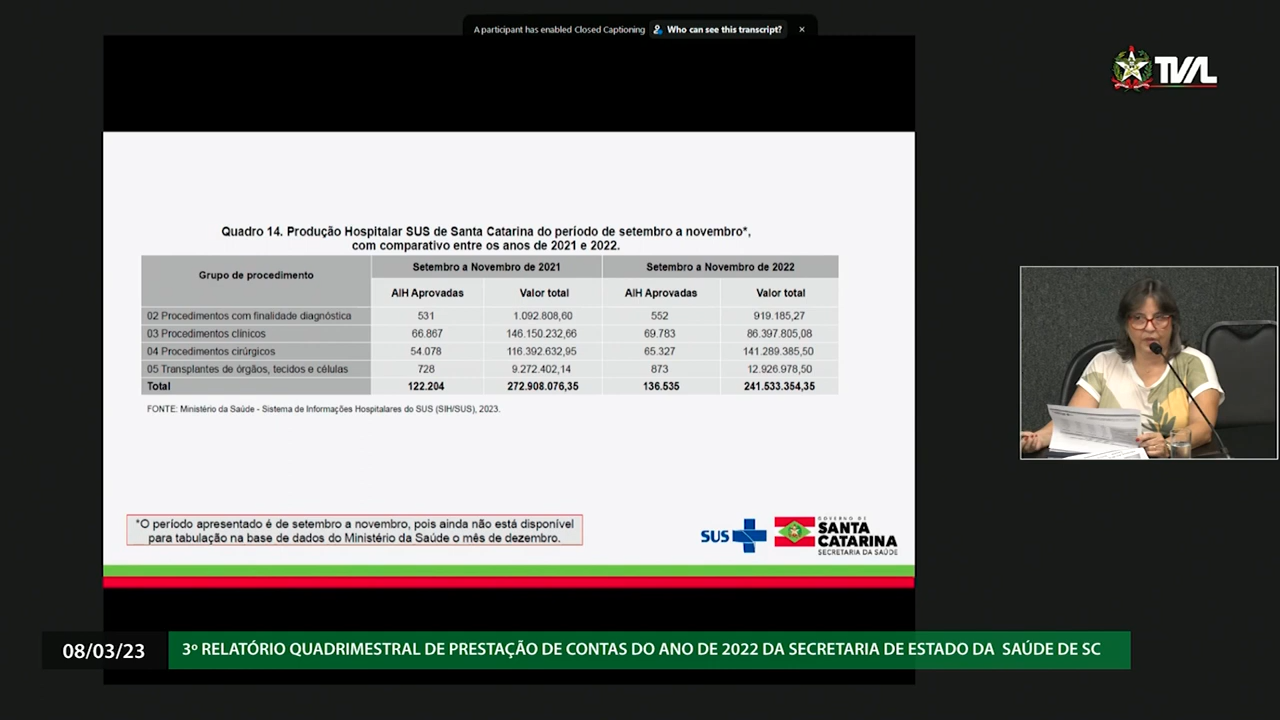 A participant has enabled Closed Captioning Who can see this transcript? ×
TVAL
Quadro 14. Produção Hospitalar SUS de Santa Catarina do período de setembro a novembro*,
com comparativo entre os anos de 2021 e 2022.
Grupo de procedimento Setembro a Novembro de 2021 Setembro a Novembro de 2022
AIH Aprovadas Valor total AIH Aprovadas Valor total
02 Procedimentos com finalidade diagnóstica 531 1.092.808,60 552 919.185,27
03 Procedimentos clínicos 66.867 146.150.232,66 69.783 86.397.805,08
04 Procedimentos cirúrgicos 54.078 116.392.632,95 65.327 141.289.385,50
05 Transplantes de órgãos, tecidos e células 728 9.272.402,14 873 12.926.978,50
Total 122.204 272.908.076,35 136.535 241.533.354,35
FONTE: Ministério da Saúde - Sistema de Informações Hospitalares do SUS (SIH/SUS), 2023.
*O período apresentado é de setembro a novembro, pois ainda não está disponível
para tabulação na base de dados do Ministério da Saúde o mês de dezembro.
SUS
GOVERNO DE
SANTA
CATARINA
SECRETARIA DA SAÚDE
08/03/23
3º RELATÓRIO QUADRIMESTRAL DE PRESTAÇÃO DE CONTAS DO ANO DE 2022 DA SECRETARIA DE ESTADO DA SAÚDE DE SC